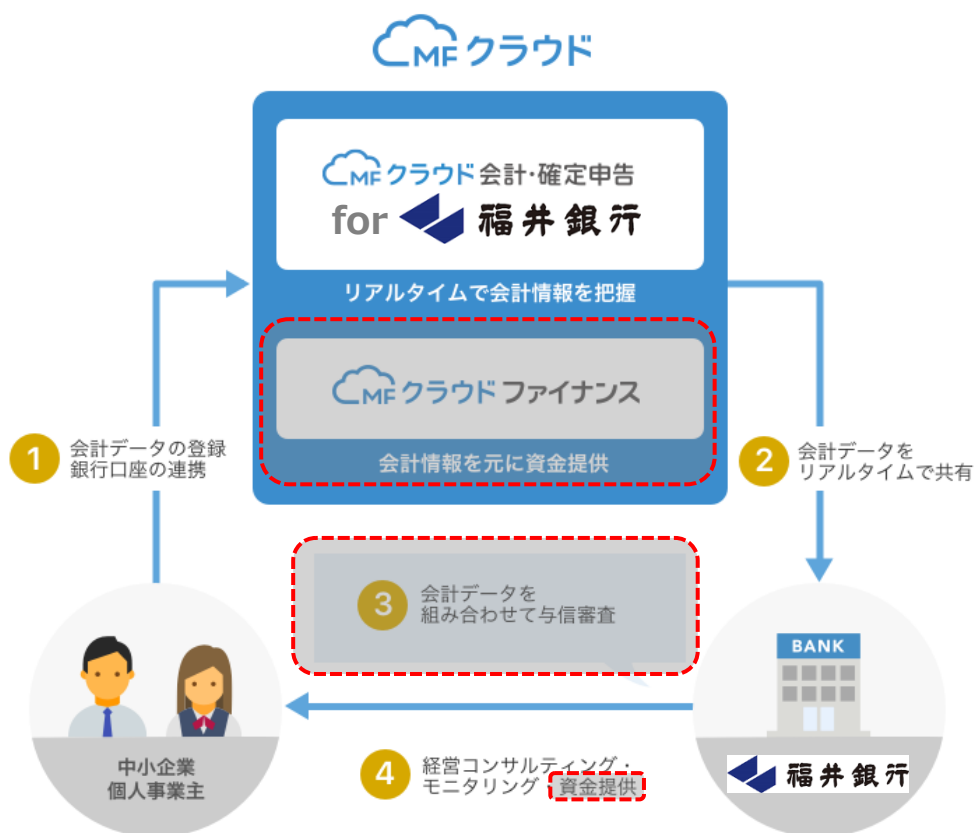 MFクラウド
MFクラウド 会計・確定申告
for 福井銀行
リアルタイムで会計情報を把握
MFクラウド ファイナンス
会計情報を元に資金提供
1
会計データの登録
銀行口座の連携
2
会計データを
リアルタイムで共有
3
会計データを
組み合わせて与信審査
BANK
中小企業
個人事業主
4
経営コンサルティング・
モニタリング・資金提供
福井銀行